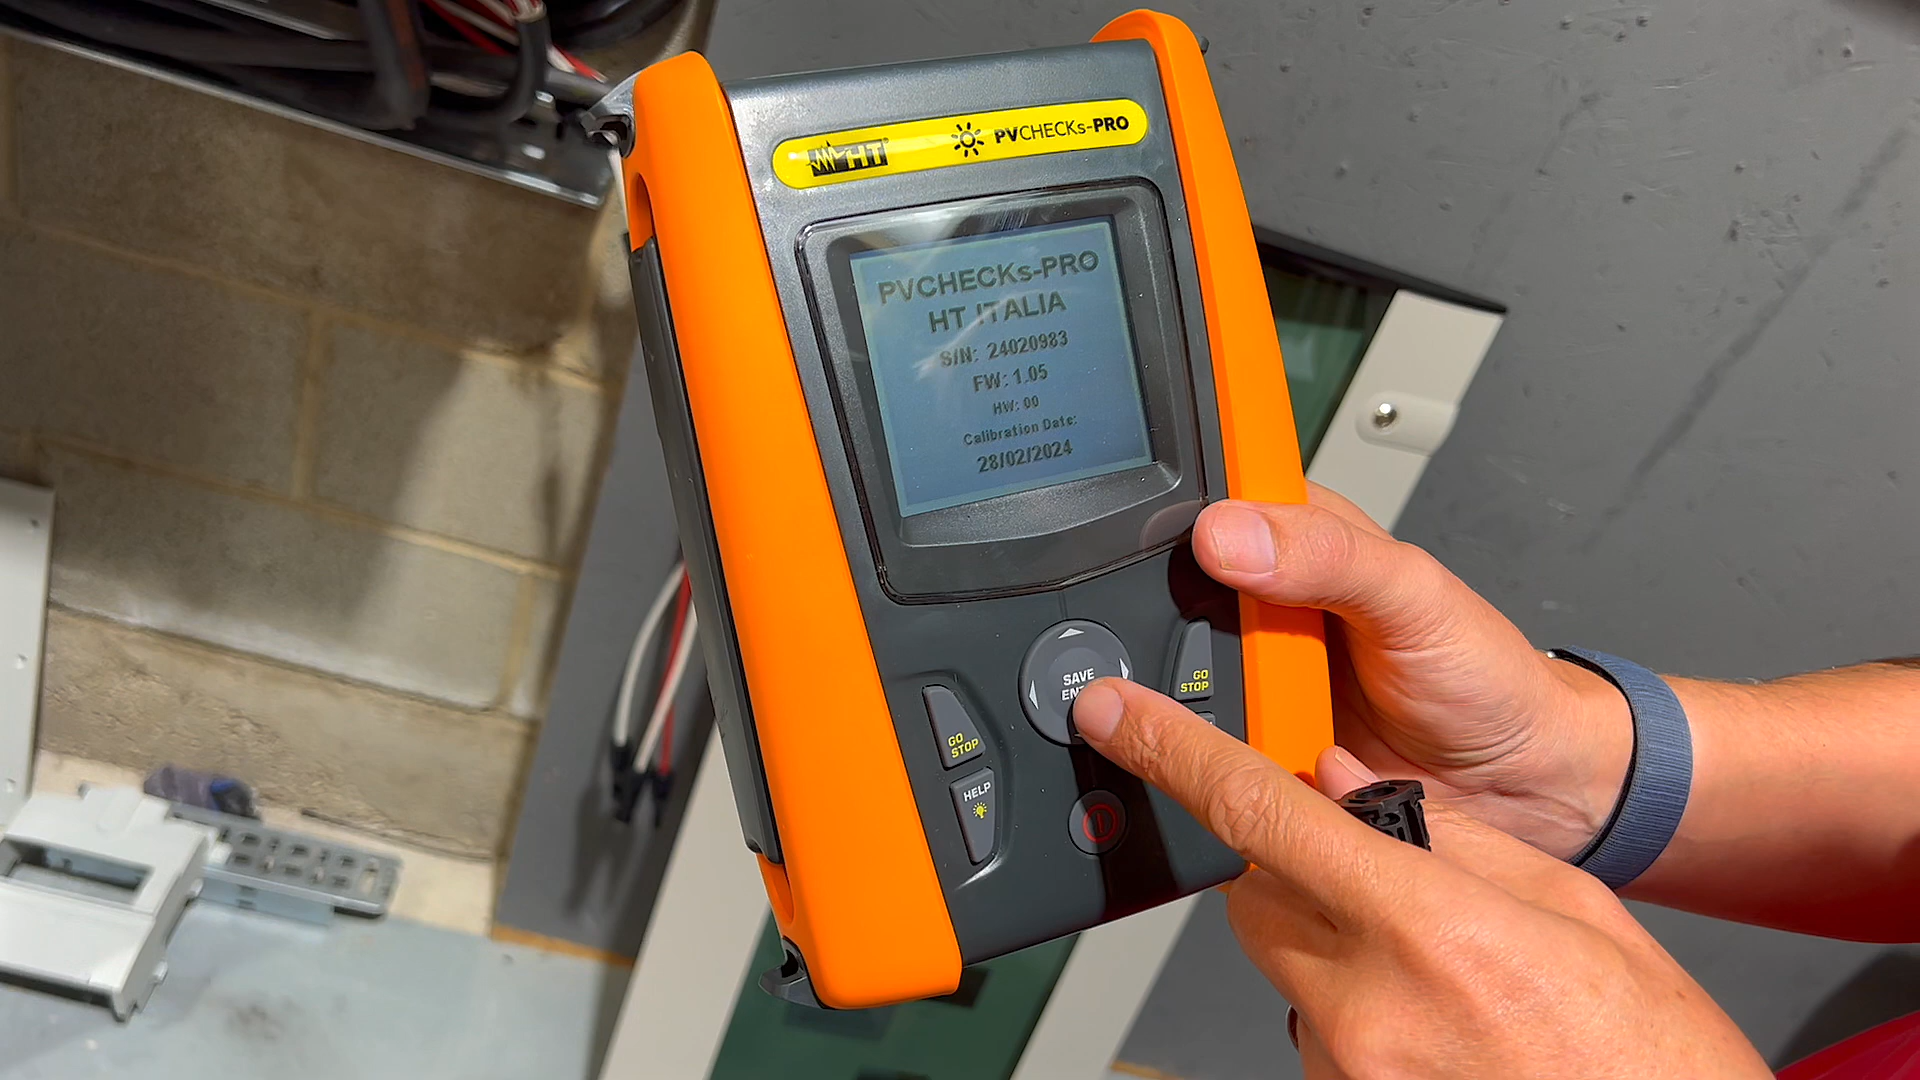 HT PVCHECKs-PRO
PVCHECKs-PRO
HT ITALIA
S/N: 24020983
FW: 1.05
HW: 00
Calibration Date:
28/02/2024
SAVE
GO
STOP
GO
STOP
HELP